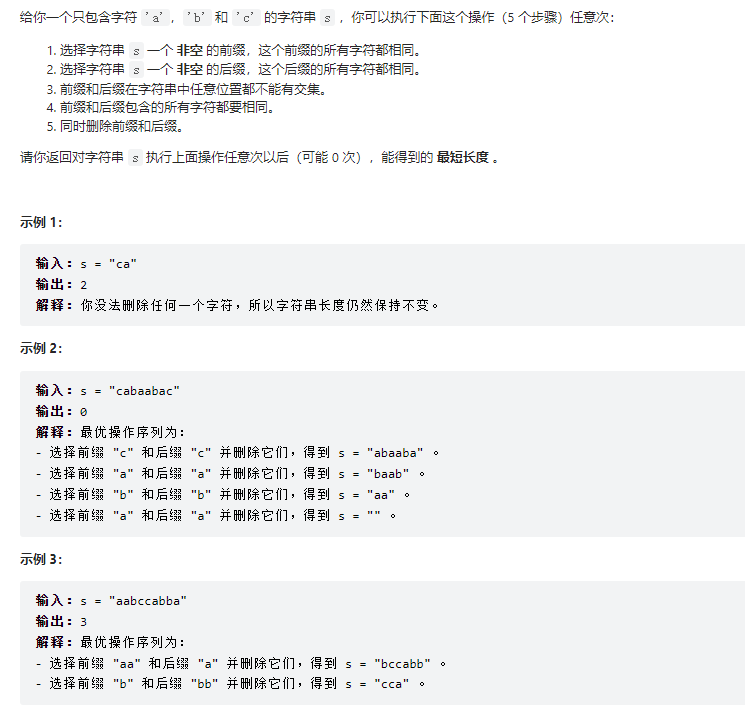 给你一个只包含字符 'a'，'b' 和 'c' 的字符串 s ，你可以执行下面这个操作（5 个步骤）任意次：
1. 选择字符串 s 一个 非空 的前缀，这个前缀的所有字符都相同。
2. 选择字符串 s 一个 非空 的后缀，这个后缀的所有字符都相同。
3. 前缀和后缀在字符串中任意位置都不能有交集。
4. 前缀和后缀包含的所有字符都要相同。
5. 同时删除前缀和后缀。
请你返回对字符串 s 执行上面操作任意次以后（可能 0 次），能得到的 最短长度 。
示例 1：
输入：s = "ca"
输出：2
解释：你没法删除任何一个字符，所以字符串长度仍然保持不变。
示例 2：
输入：s = "cabaabac"
输出：0
解释：最优操作序列为：
- 选择前缀 "c" 和后缀 "c" 并删除它们，得到 s = "abaaba" 。
- 选择前缀 "a" 和后缀 "a" 并删除它们，得到 s = "baab" 。
- 选择前缀 "b" 和后缀 "b" 并删除它们，得到 s = "aa" 。
- 选择前缀 "a" 和后缀 "a" 并删除它们，得到 s = "" 。
示例 3：
输入：s = "aabccabba"
输出：3
解释：最优操作序列为：
- 选择前缀 "aa" 和后缀 "a" 并删除它们，得到 s = "bccabb" 。
- 选择前缀 "b" 和后缀 "bb" 并删除它们，得到 s = "cca" 。